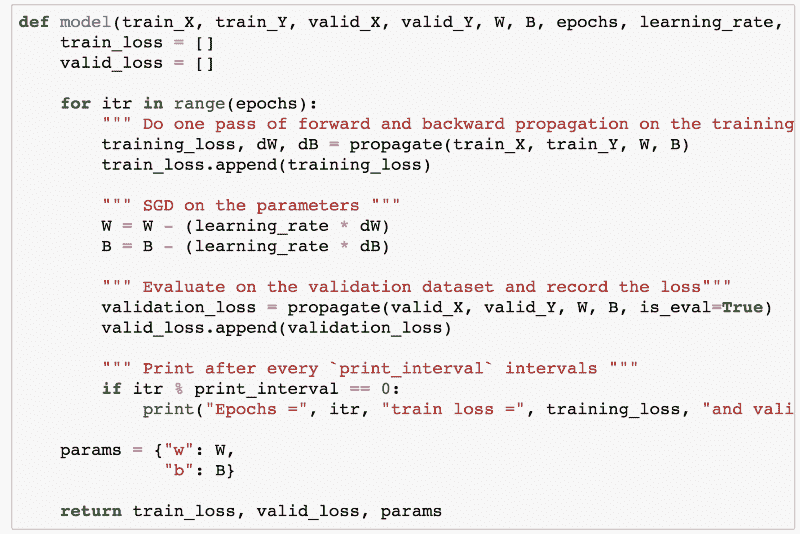 def model(train_X, train_Y, valid_X, valid_Y, W, B, epochs, learning_rate,
    train_loss = []
    valid_loss = []

    for itr in range(epochs):
        """ Do one pass of forward and backward propagation on the training
        training_loss, dW, dB = propagate(train_X, train_Y, W, B)
        train_loss.append(training_loss)

        """ SGD on the parameters """
        W = W - (learning_rate * dW)
        B = B - (learning_rate * dB)

        """ Evaluate on the validation dataset and record the loss"""
        validation_loss = propagate(valid_X, valid_Y, W, B, is_eval=True)
        valid_loss.append(validation_loss)

        """ Print after every `print_interval` intervals """
        if itr % print_interval == 0:
            print("Epochs =", itr, "train loss =", training_loss, "and vali

    params = {"w": W,
              "b": B}

    return train_loss, valid_loss, params